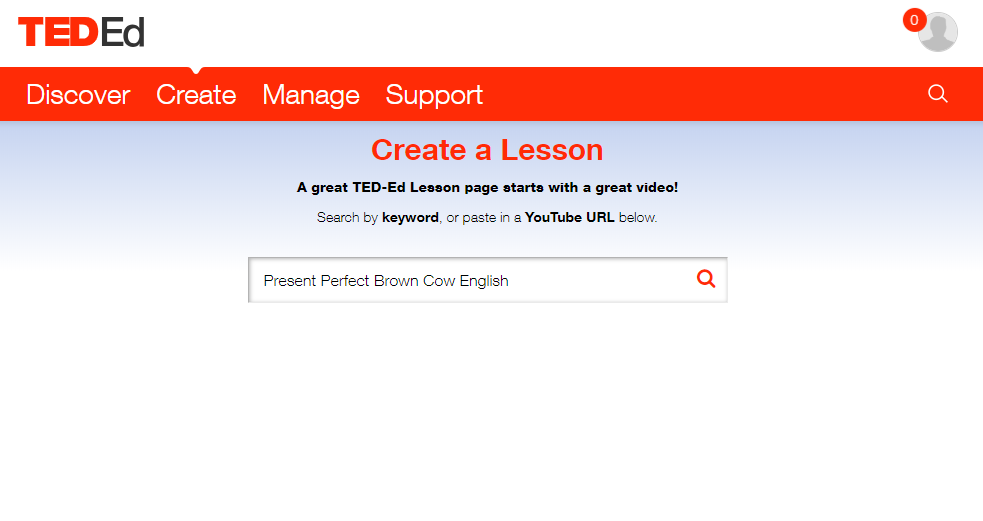 TEDEd
0
Discover Create Manage Support
Create a Lesson
A great TED-Ed Lesson page starts with a great video!
Search by keyword, or paste in a YouTube URL below.
Present Perfect Brown Cow English